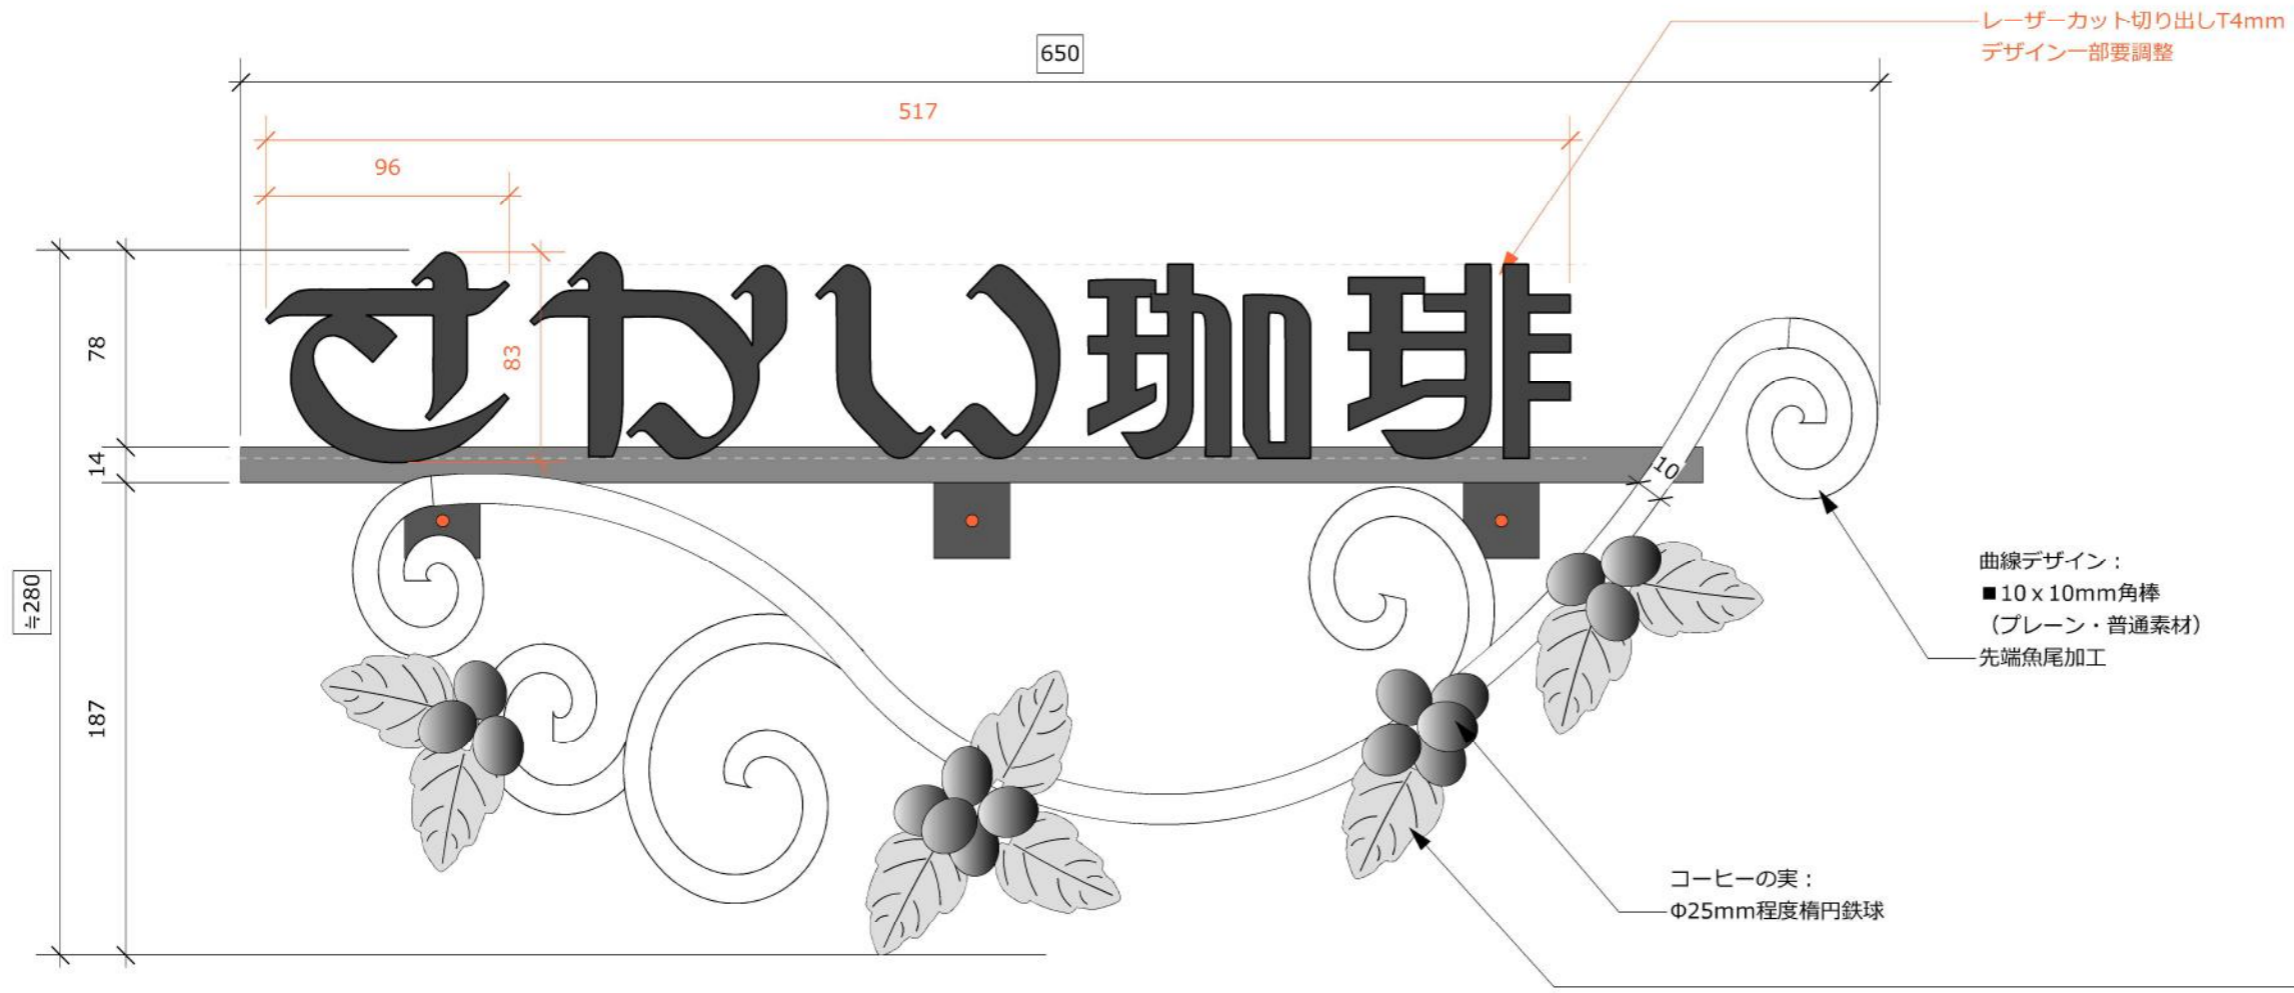 レーザーカット切り出しT4mm
デザイン一部要調整
650
517
96
83
さかい珈琲
78
14
≒280
187
10
曲線デザイン：
■10ｘ10mm角棒
（プレーン・普通素材）
先端魚尾加工
コーヒーの実：
Φ25mm程度楕円鉄球